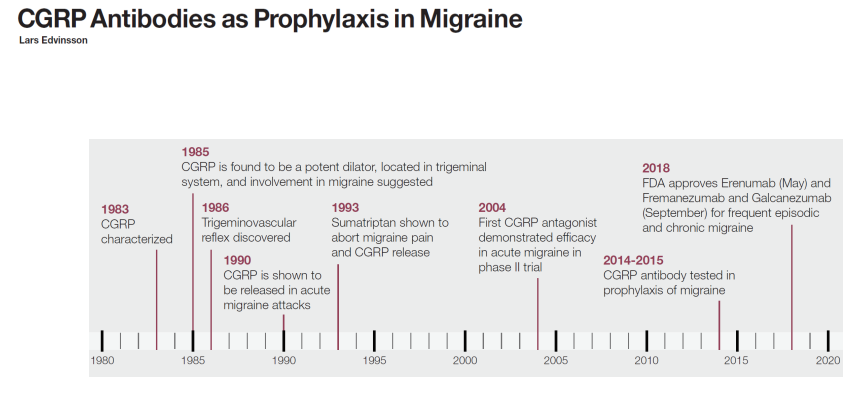 CGRP Antibodies as Prophylaxis in Migraine
Lars Edvinsson
1985
CGRP is found to be a potent dilator, located in trigeminal
system, and involvement in migraine suggested
1983
CGRP
characterized
1986
Trigeminovascular
reflex discovered
1990
CGRP is shown to
be released in acute
migraine attacks
1993
Sumatriptan shown to
abort migraine pain
and CGRP release
2004
First CGRP antagonist
demonstrated efficacy
in acute migraine in
phase II trial
2014-2015
CGRP antibody tested in
prophylaxis of migraine
2018
FDA approves Erenumab (May) and
Fremanezumab and Galcanezumab
(September) for frequent episodic
and chronic migraine
1980 1985 1990 1995 2000 2005 2010 2015 2020